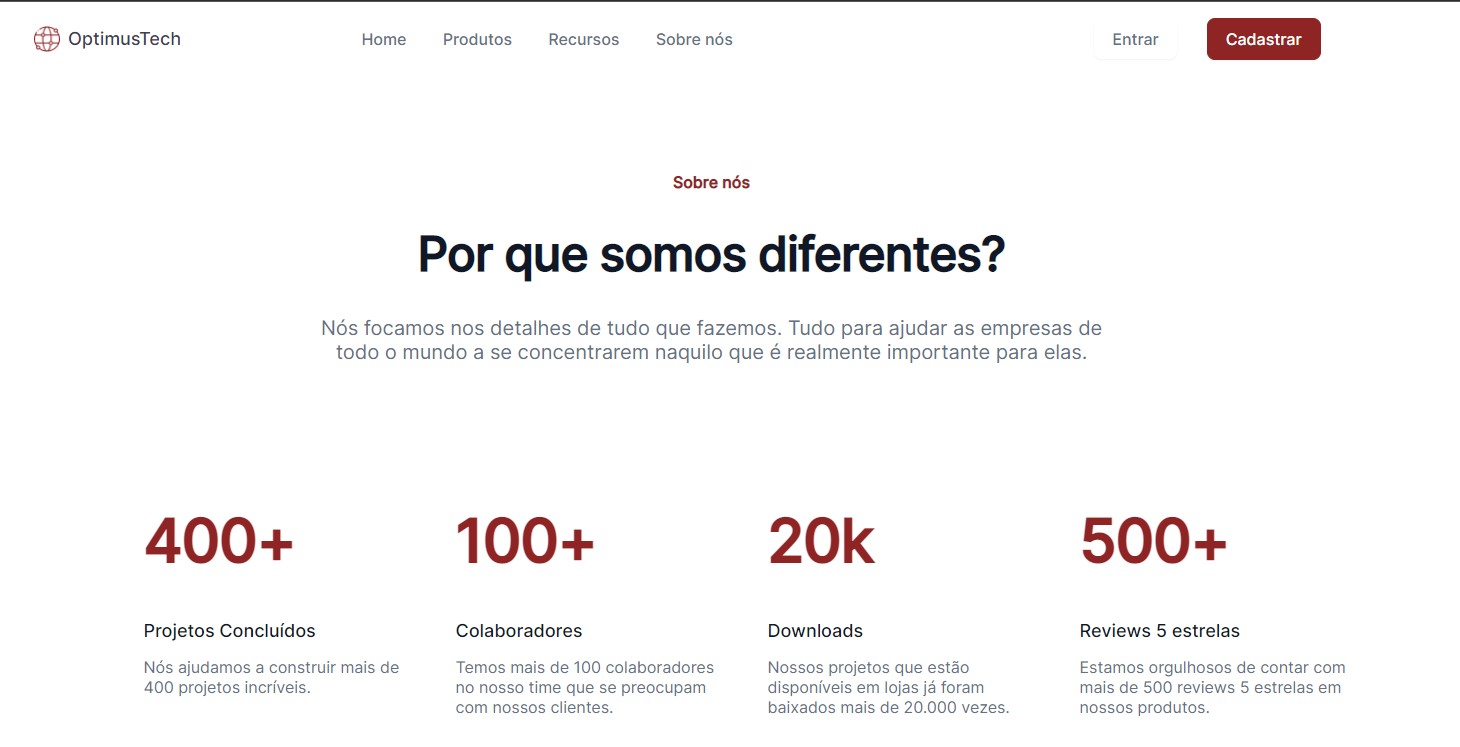 OptimusTech
Home Produtos Recursos Sobre nós
Entrar
Cadastrar
Sobre nós
Por que somos diferentes?
Nós focamos nos detalhes de tudo que fazemos. Tudo para ajudar as empresas de
todo o mundo a se concentrarem naquilo que é realmente importante para elas.
400+
Projetos Concluídos
Nós ajudamos a construir mais de
400 projetos incríveis.
100+
Colaboradores
Temos mais de 100 colaboradores
no nosso time que se preocupam
com nossos clientes.
20k
Downloads
Nossos projetos que estão
disponíveis em lojas já foram
baixados mais de 20.000 vezes.
500+
Reviews 5 estrelas
Estamos orgulhosos de contar com
mais de 500 reviews 5 estrelas em
nossos produtos.